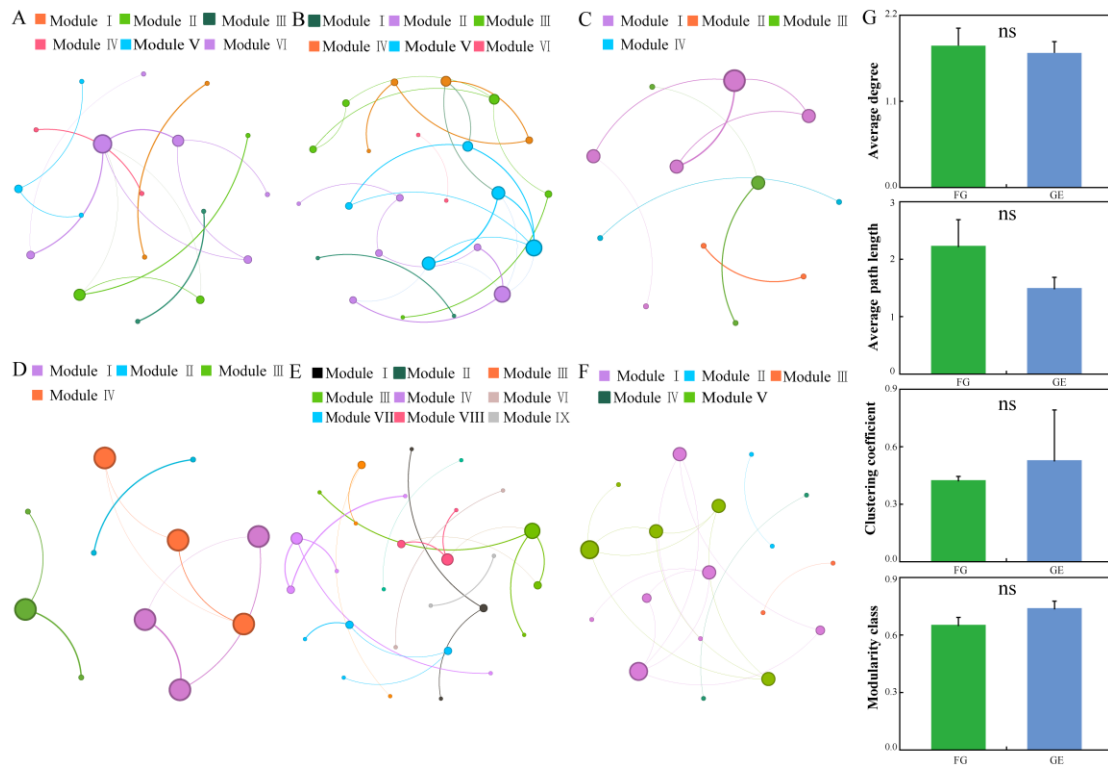 A Module Ⅰ Module Ⅱ Module Ⅲ
Module Ⅳ Module Ⅴ Module Ⅵ
B Module Ⅰ Module Ⅱ Module Ⅲ
Module Ⅳ Module Ⅴ Module Ⅵ
C Module Ⅰ Module Ⅱ Module Ⅲ
Module Ⅳ
D Module Ⅰ Module Ⅱ Module Ⅲ
Module Ⅳ
E Module Ⅰ Module Ⅱ Module Ⅲ
Module Ⅲ Module Ⅳ Module Ⅵ
Module Ⅶ Module Ⅷ Module Ⅸ
F Module Ⅰ Module Ⅱ Module Ⅲ
Module Ⅳ Module Ⅴ
G
Average degree
2.2
1.1
0.0
ns
FG GE
Average path length
3
2
1
0
ns
FG GE
Clustering coefficient
0.9
0.6
0.3
0.0
ns
FG GE
Modularity class
0.9
0.6
0.3
0.0
ns
FG GE